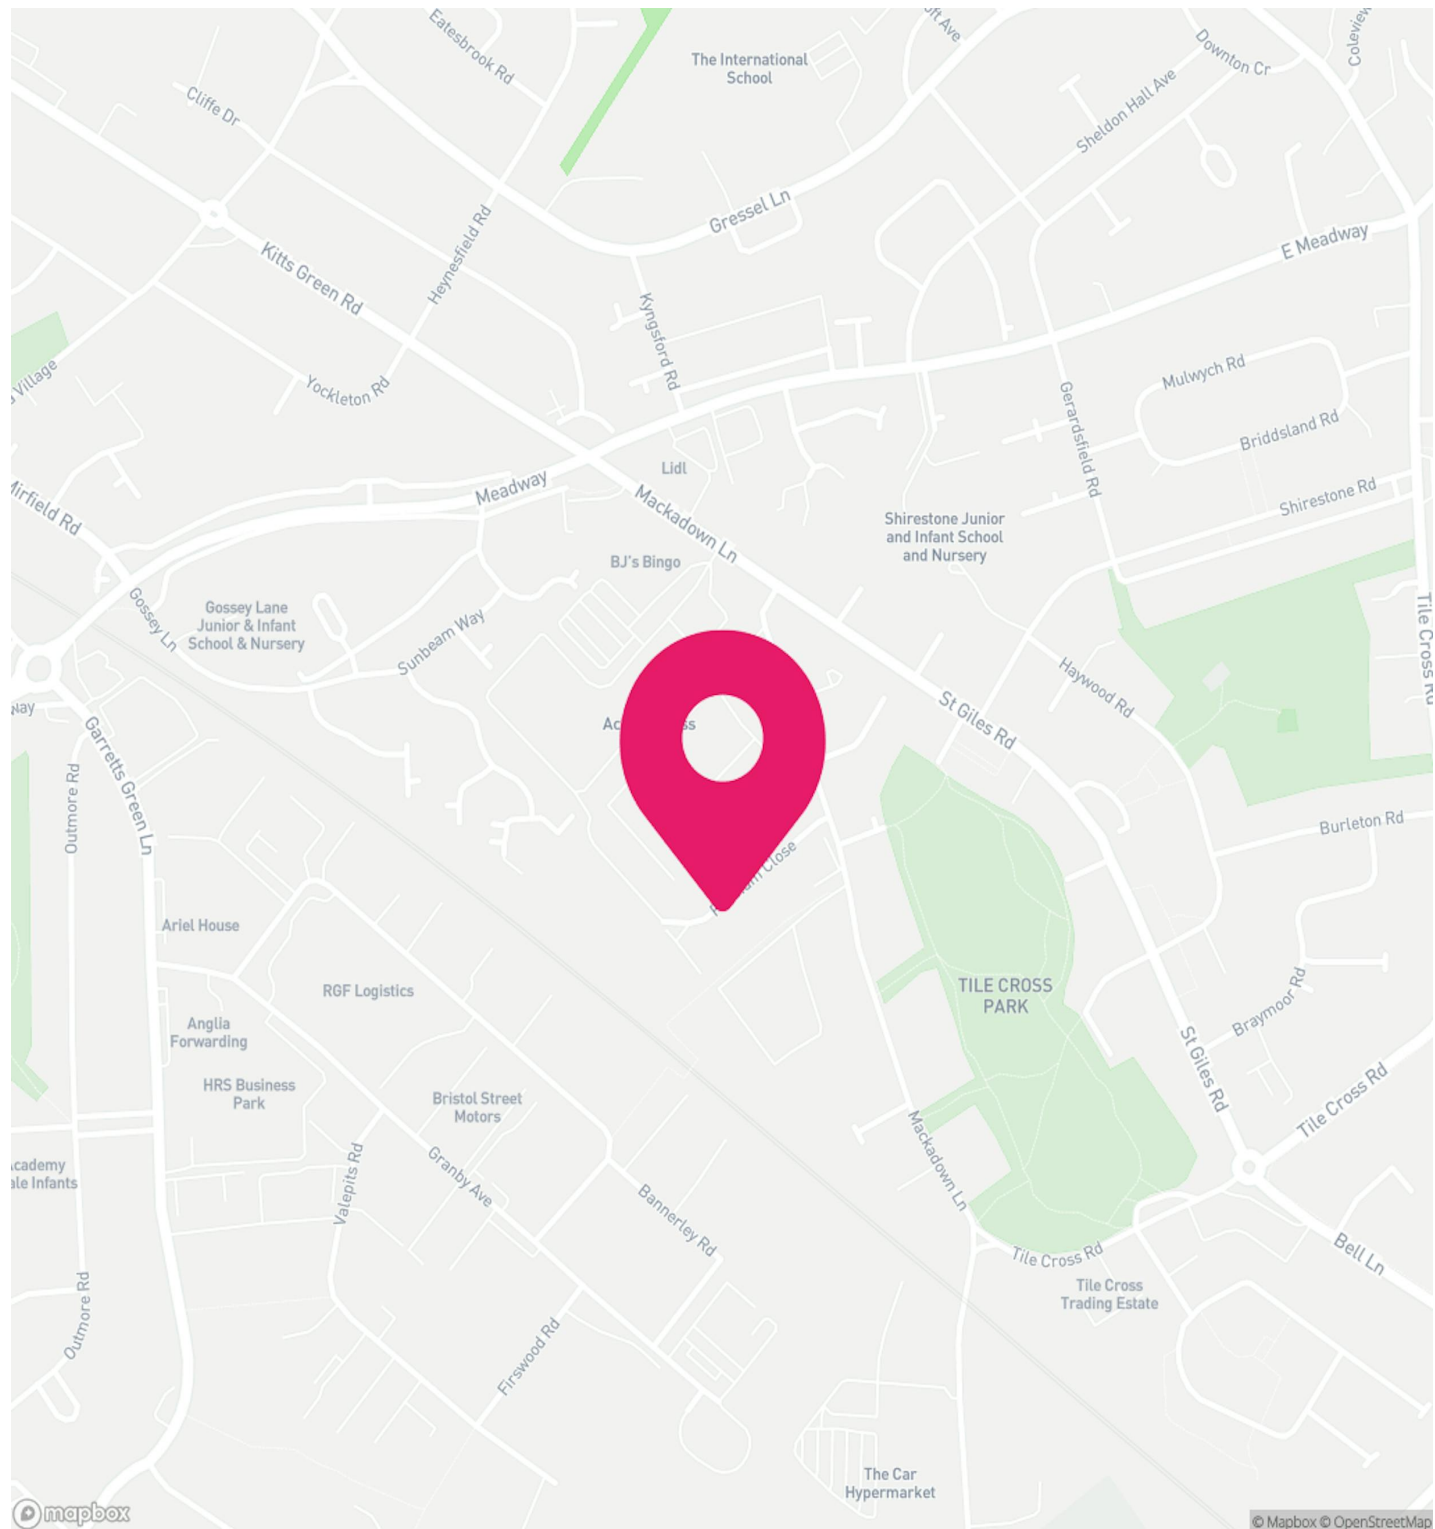 Eatesbrook Rd
Cliffe Dr
The International
School
Ave
Downton Cr
Coleview
Sheldon Hall Ave
Gressel Ln
E Meadway
Kitts Green Rd
Heynesfield Rd
Kyngsford Rd
Village
Yockleton Rd
Mulwych Rd
Gerardsfield Rd
Briddsland Rd
Lidl
Meadway
Mirfield Rd
Mackadown Ln
Shirestone Rd
Shirestone Junior
and Infant School
and Nursery
BJ's Bingo
Gossey Ln
Gossey Lane
Junior & Infant
School & Nursery
Sunbeam Way
Tile Cross Rd
Haywood Rd
St Giles Rd
Garretts Green Ln
Outmore Rd
Burleton Rd
Close
Ariel House
RGF Logistics
TILE CROSS
PARK
Braymoor Rd
Anglia
Forwarding
HRS Business
Park
Bristol Street
Motors
St Giles Rd
Tile Cross Rd
Mackadown Ln
Valepits Rd
Granby Ave
cademy
ale Infants
Bannerley Rd
Tile Cross Rd
Bell Ln
Tile Cross
Trading Estate
Outmore Rd
Firswood Rd
The Car
Hypermarket
mapbox
© Mapbox © OpenStreetMap